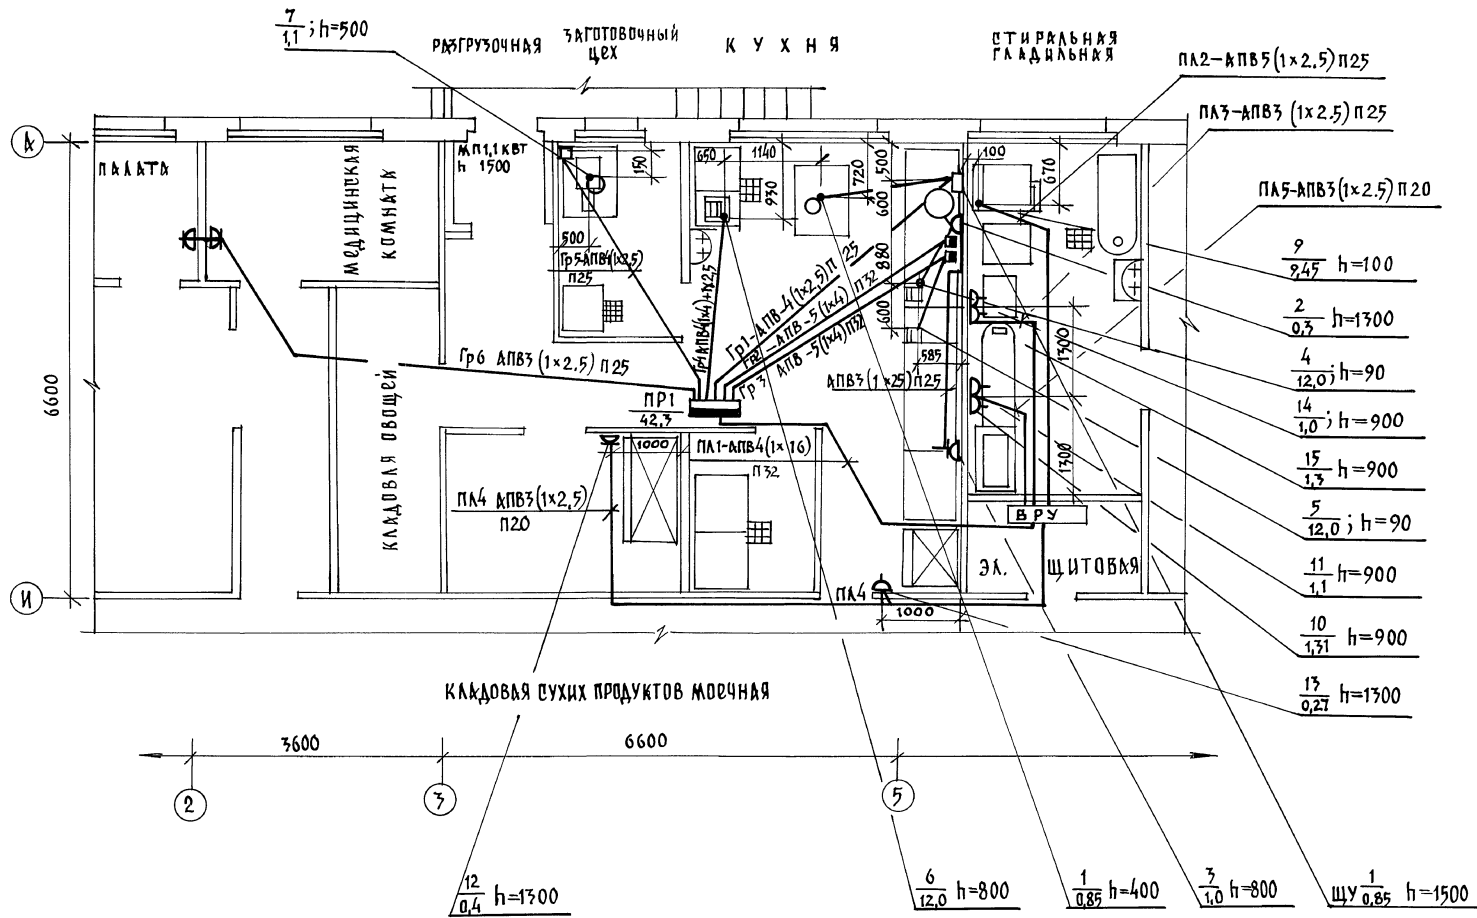 7
1,1 ; h=500
РАЗГРУЗОЧНАЯ
ЗАГОТОВОЧНЫЙ
ЦЕХ
КУХНЯ
СТИРАЛЬНАЯ
ГЛАДИЛЬНАЯ
ПЛ2-АПВ5(1×2.5)П25
ПЛ3-АПВ3(1×2.5)П25
ПЛ5-АПВ3(1×2.5)П20
А
ПАЛАТА
МЕДИЦИНСКАЯ
КОМНАТА
МП1,1 КВТ
h 1500
150
650
1140
930
720
500
600
880
600
100
670
500
Гр5-АПВ4(1×2,5)
П25
Гр4 АПВ4(1×4)+1×2,5
Гр1-АПВ-4(1×2,5)П 25
Гр2-АПВ-5(1×4) П32
Гр3 АПВ-5(1×4)П32
Гр6 АПВ3(1×2.5)П25
585
АПВ3(1×25)П25
1300
1300
6600
КЛАДОВАЯ ОВОЩЕЙ
ПР1
42,3
1000
ПЛ1-АПВ4(1×16)
П32
ПЛ4 АПВ3(1×2,5)
П20
ВРУ
ЭЛ. ЩИТОВАЯ
И
ПЛ4
1000
9
9,45 h=100
2
0,3 h=1300
4
12,0 ; h=90
14
1,0 ; h=900
15
1,3 h=900
5
12,0 ; h=90
11
1,1 h=900
10
1,31 h=900
13
0,27 h=1300
КЛАДОВАЯ СУХИХ ПРОДУКТОВ МОЕЧНАЯ
3600
6600
2
3
5
12
0,4 h=1300
6
12,0 h=800
1
0,85 h=400
3
1,0 h=800
ЩУ 1
0,85 h=1500